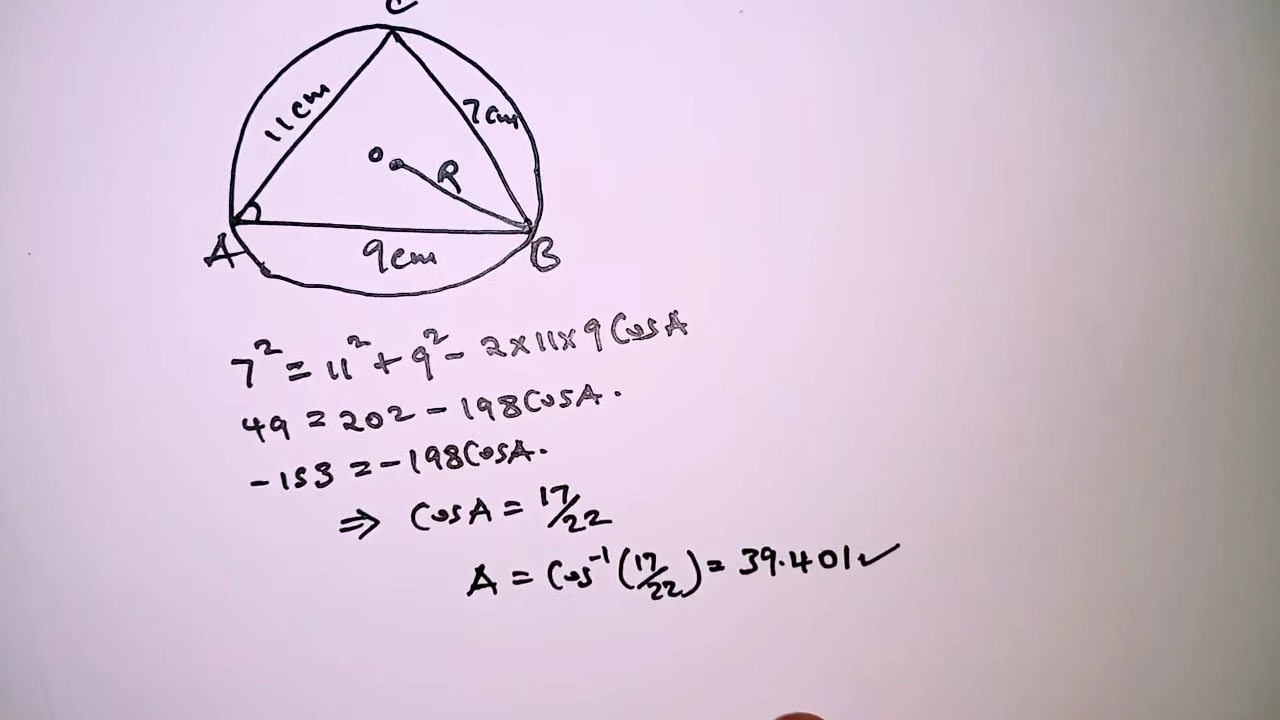 C
11cm
7cm
O
R
A
9cm
B
7² = 11² + 9² - 2×11×9 CosA
49 = 202 - 198CosA.
-153 = -198CosA.
⇒ CosA = 17/22
A = Cos⁻¹(17/22) = 39.401✓